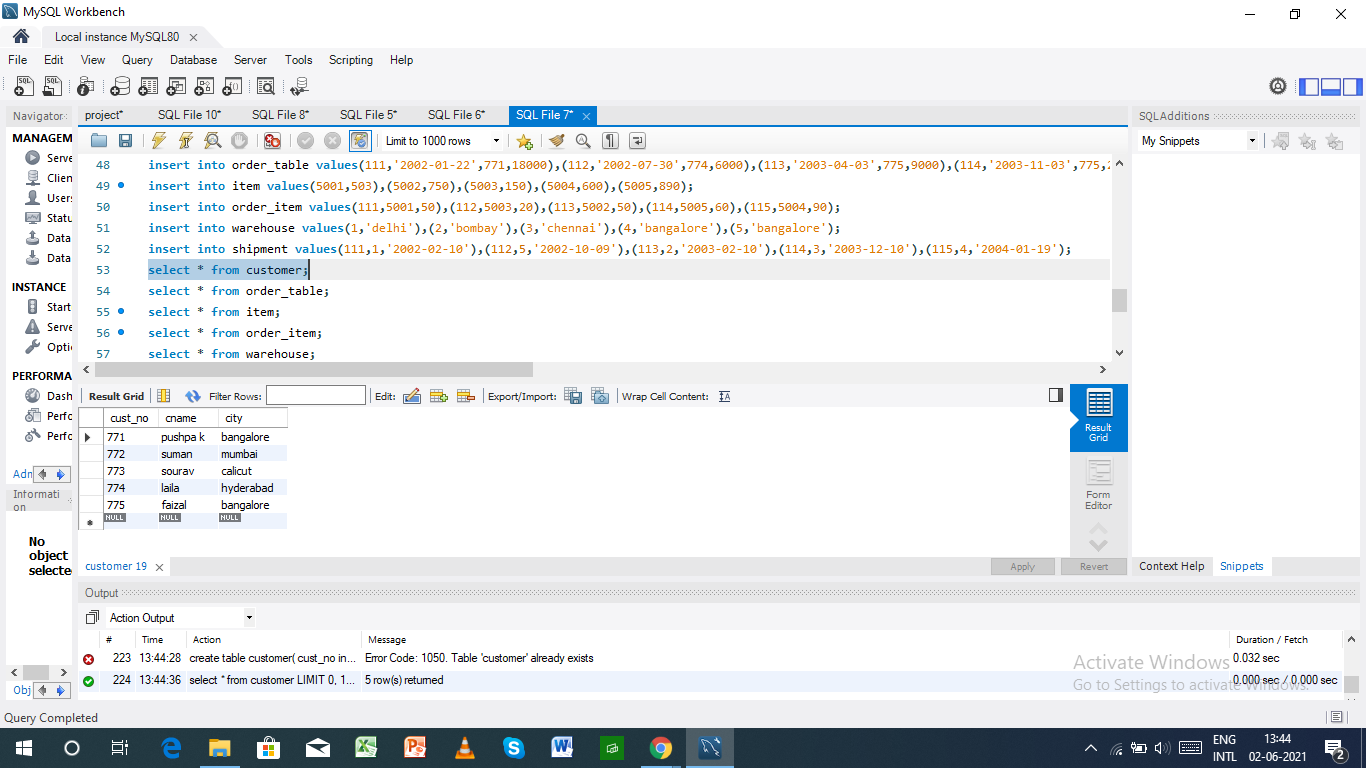 MySQL Workbench
Local instance MySQL80
File Edit View Query Database Server Tools Scripting Help
Navigator
MANAGEM
Serve
Clien
Users
Statu
Data
Data
INSTANCE
Start
Serve
Optic
PERFORMA
Dash
Perfo
Perfo
Adn
Informati
on
No
object
selecte
Obj
project* SQL File 10* SQL File 8* SQL File 5* SQL File 6* SQL File 7*
Limit to 1000 rows
48 insert into order_table values(111,'2002-01-22',771,18000),(112,'2002-07-30',774,6000),(113,'2003-04-03',775,9000),(114,'2003-11-03',775,2
49 insert into item values(5001,503),(5002,750),(5003,150),(5004,600),(5005,890);
50 insert into order_item values(111,5001,50),(112,5003,20),(113,5002,50),(114,5005,60),(115,5004,90);
51 insert into warehouse values(1,'delhi'),(2,'bombay'),(3,'chennai'),(4,'bangalore'),(5,'bangalore');
52 insert into shipment values(111,1,'2002-02-10'),(112,5,'2002-10-09'),(113,2,'2003-02-10'),(114,3,'2003-12-10'),(115,4,'2004-01-19');
53 select * from customer;
54 select * from order_table;
55 select * from item;
56 select * from order_item;
57 select * from warehouse;
Result Grid Filter Rows: Edit: Export/Import: Wrap Cell Content:
cust_no cname city
771 pushpa k bangalore
772 suman mumbai
773 sourav calicut
774 laila hyderabad
775 faizal bangalore
NULL NULL NULL
Result
Grid
Form
Editor
customer 19
Apply Revert
SQLAdditions
My Snippets
Context Help Snippets
Output
Action Output
# Time Action Message Duration / Fetch
223 13:44:28 create table customer( cust_no in... Error Code: 1050. Table 'customer' already exists 0.032 sec
224 13:44:36 select * from customer LIMIT 0, 1... 5 row(s) returned 0.000 sec / 0.000 sec
Activate Windows
Go to Settings to activate Windows.
Query Completed
ENG
INTL
13:44
02-06-2021
2